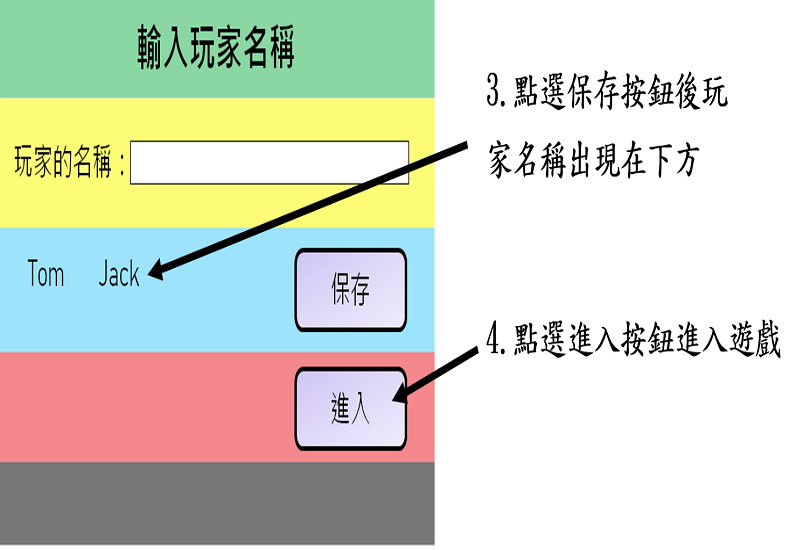 輸入玩家名稱
玩家的名稱：
Tom Jack
保存
進入
3.點選保存按鈕後玩
家名稱出現在下方
4.點選進入按鈕進入遊戲